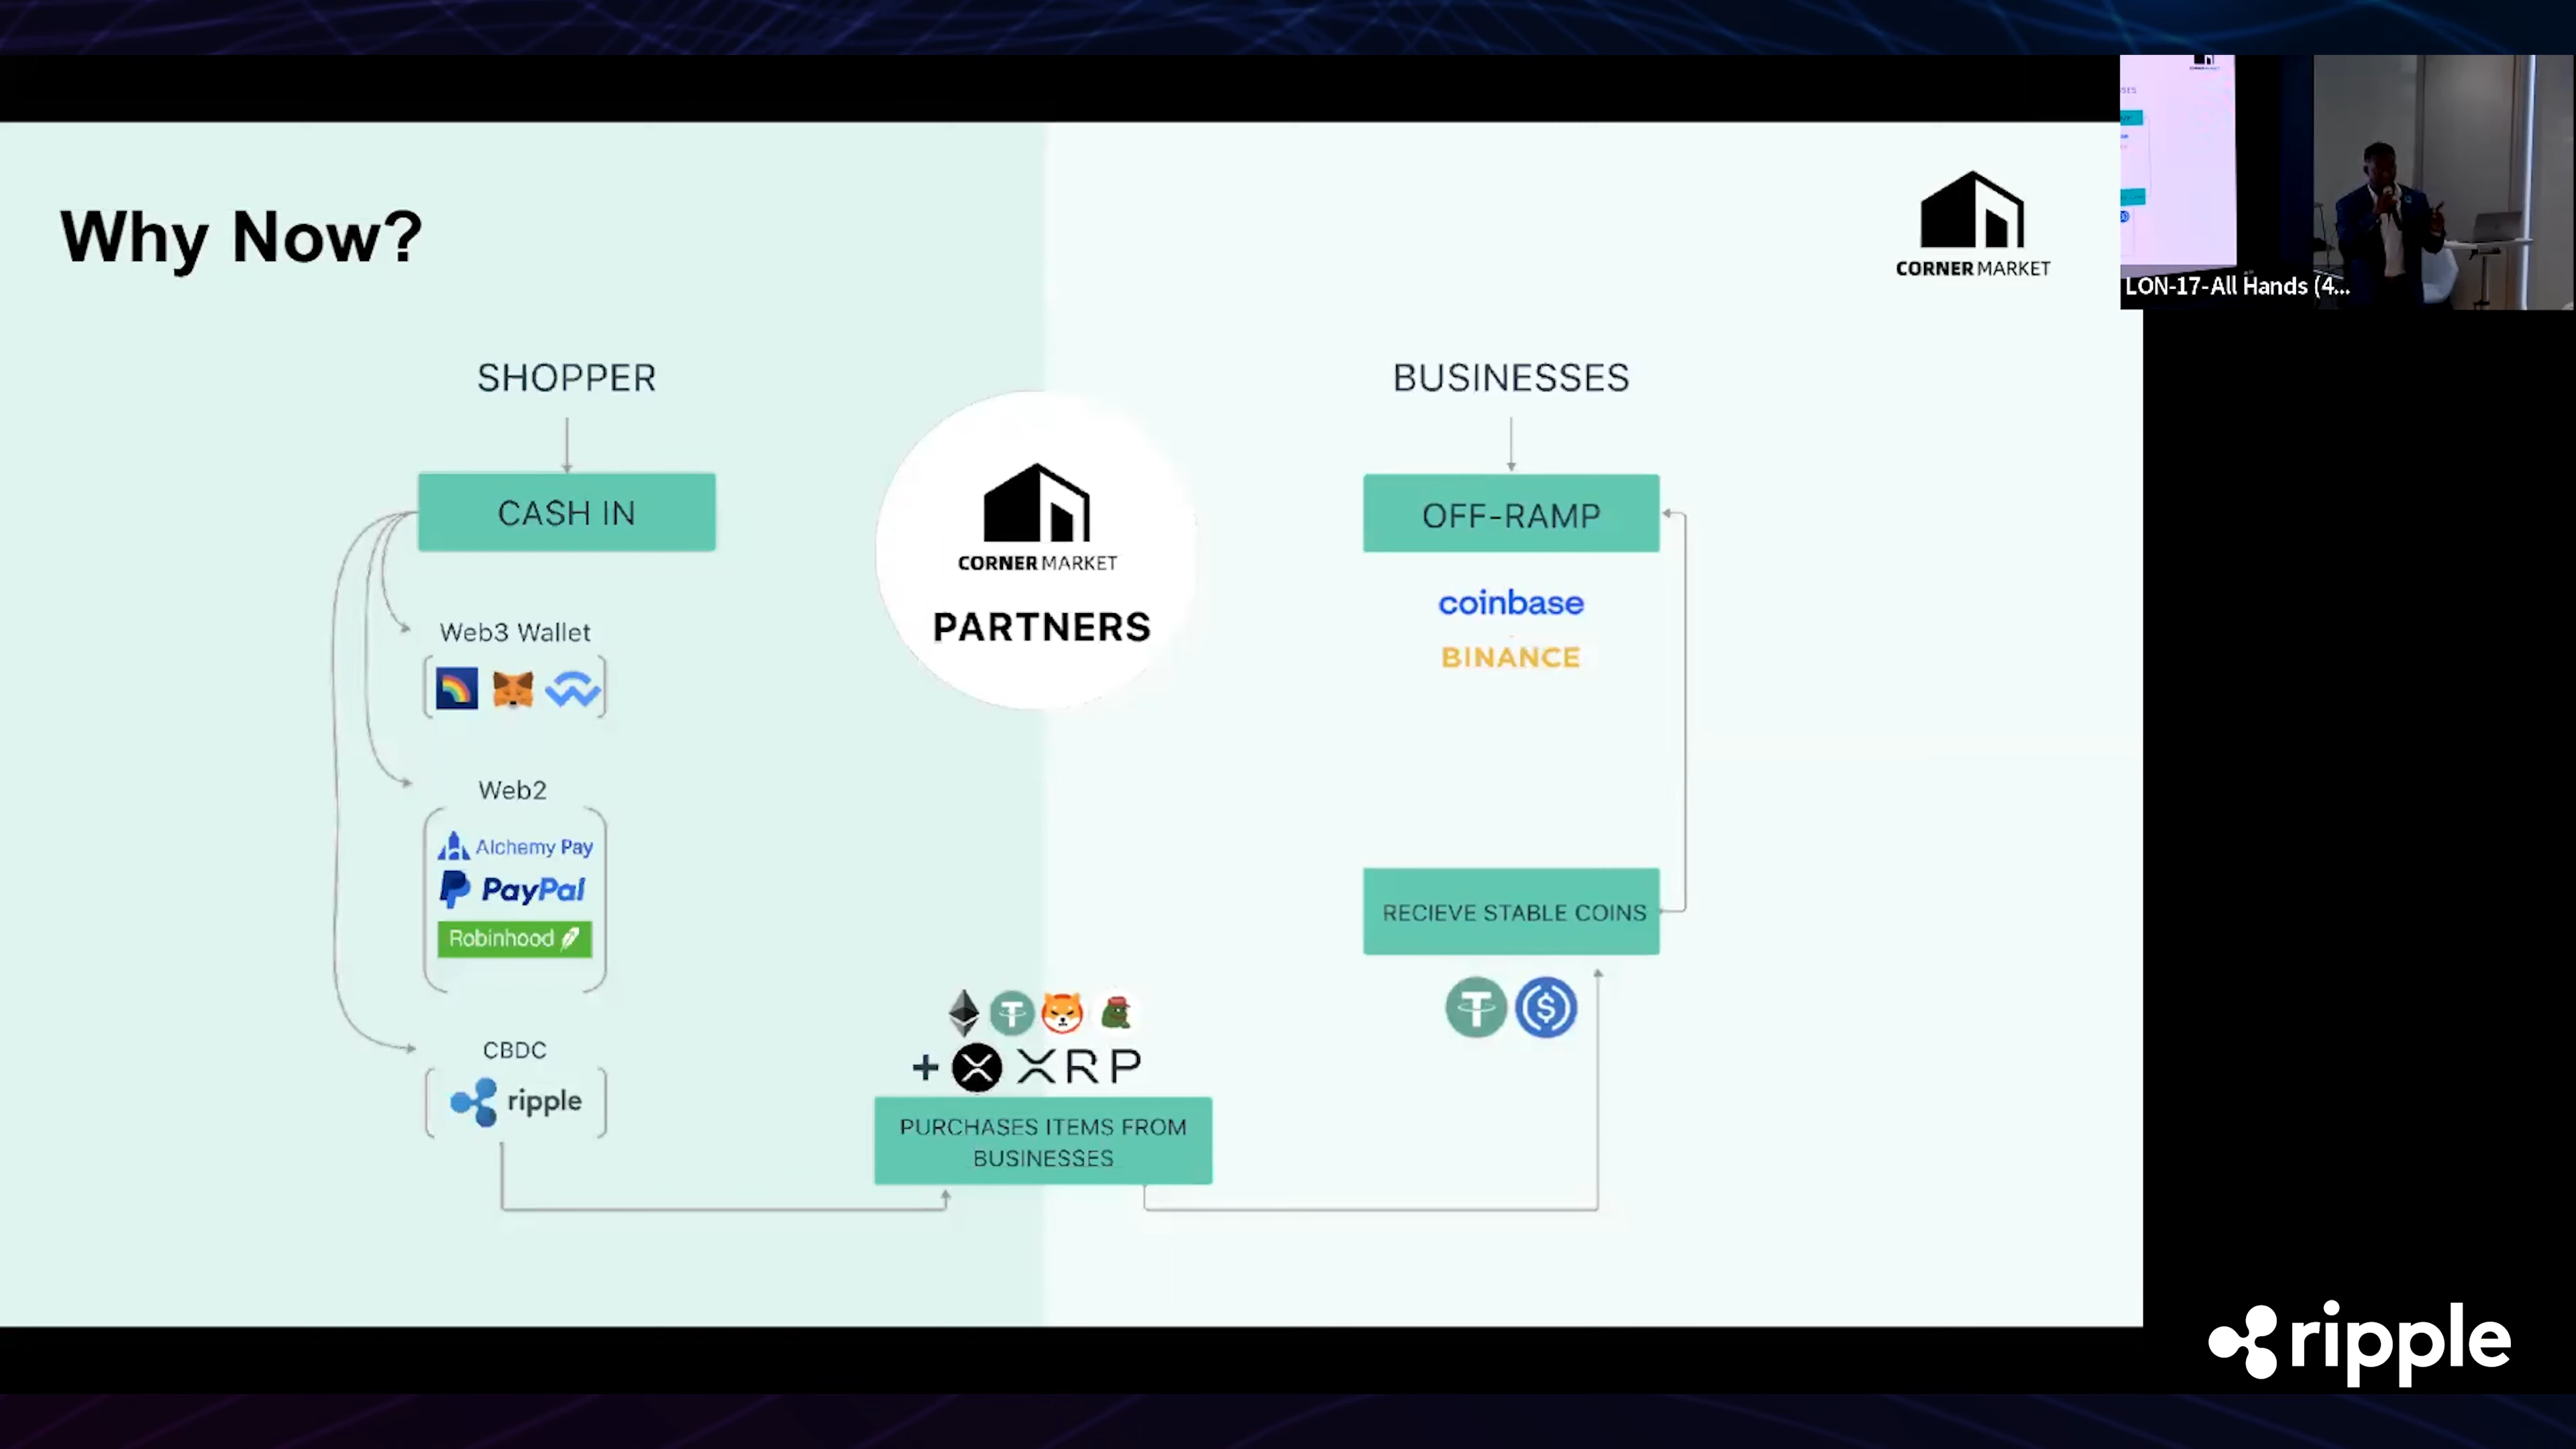 Why Now?
CORNER MARKET
SHOPPER
CASH IN
Web3 Wallet
Web2
Alchemy Pay
PayPal
Robinhood
CBDC
ripple
CORNER MARKET
PARTNERS
+ XRP
PURCHASES ITEMS FROM
BUSINESSES
BUSINESSES
OFF-RAMP
coinbase
BINANCE
RECIEVE STABLE COINS
LON-17-All Hands (4...
ripple